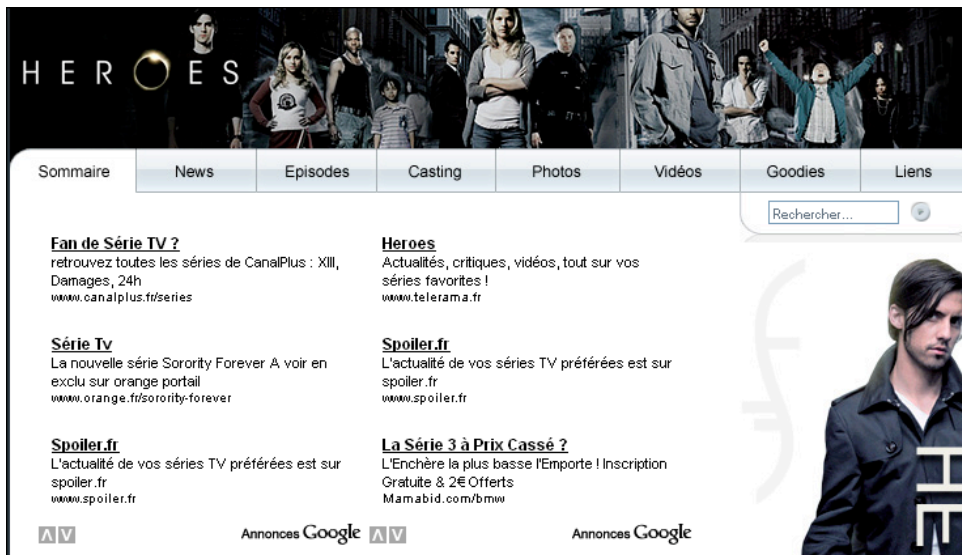 HEROES
Sommaire
News
Episodes
Casting
Photos
Vidéos
Goodies
Liens
Rechercher...
Fan de Série TV ?
retrouvez toutes les séries de CanalPlus : XIII,
Damages, 24h
www.canalplus.fr/series
Heroes
Actualités, critiques, vidéos, tout sur vos
séries favorites !
www.telerama.fr
Série Tv
La nouvelle série Sorority Forever A voir en
exclu sur orange portail
www.orange.fr/sorority-forever
Spoiler.fr
L'actualité de vos séries TV préférées est sur
spoiler.fr
www.spoiler.fr
Spoiler.fr
L'actualité de vos séries TV préférées est sur
spoiler.fr
www.spoiler.fr
La Série 3 à Prix Cassé ?
L'Enchère la plus basse l'Emporte ! Inscription
Gratuite & 2€ Offerts
Mamabid.com/bmw
Annonces Google
Annonces Google
HE